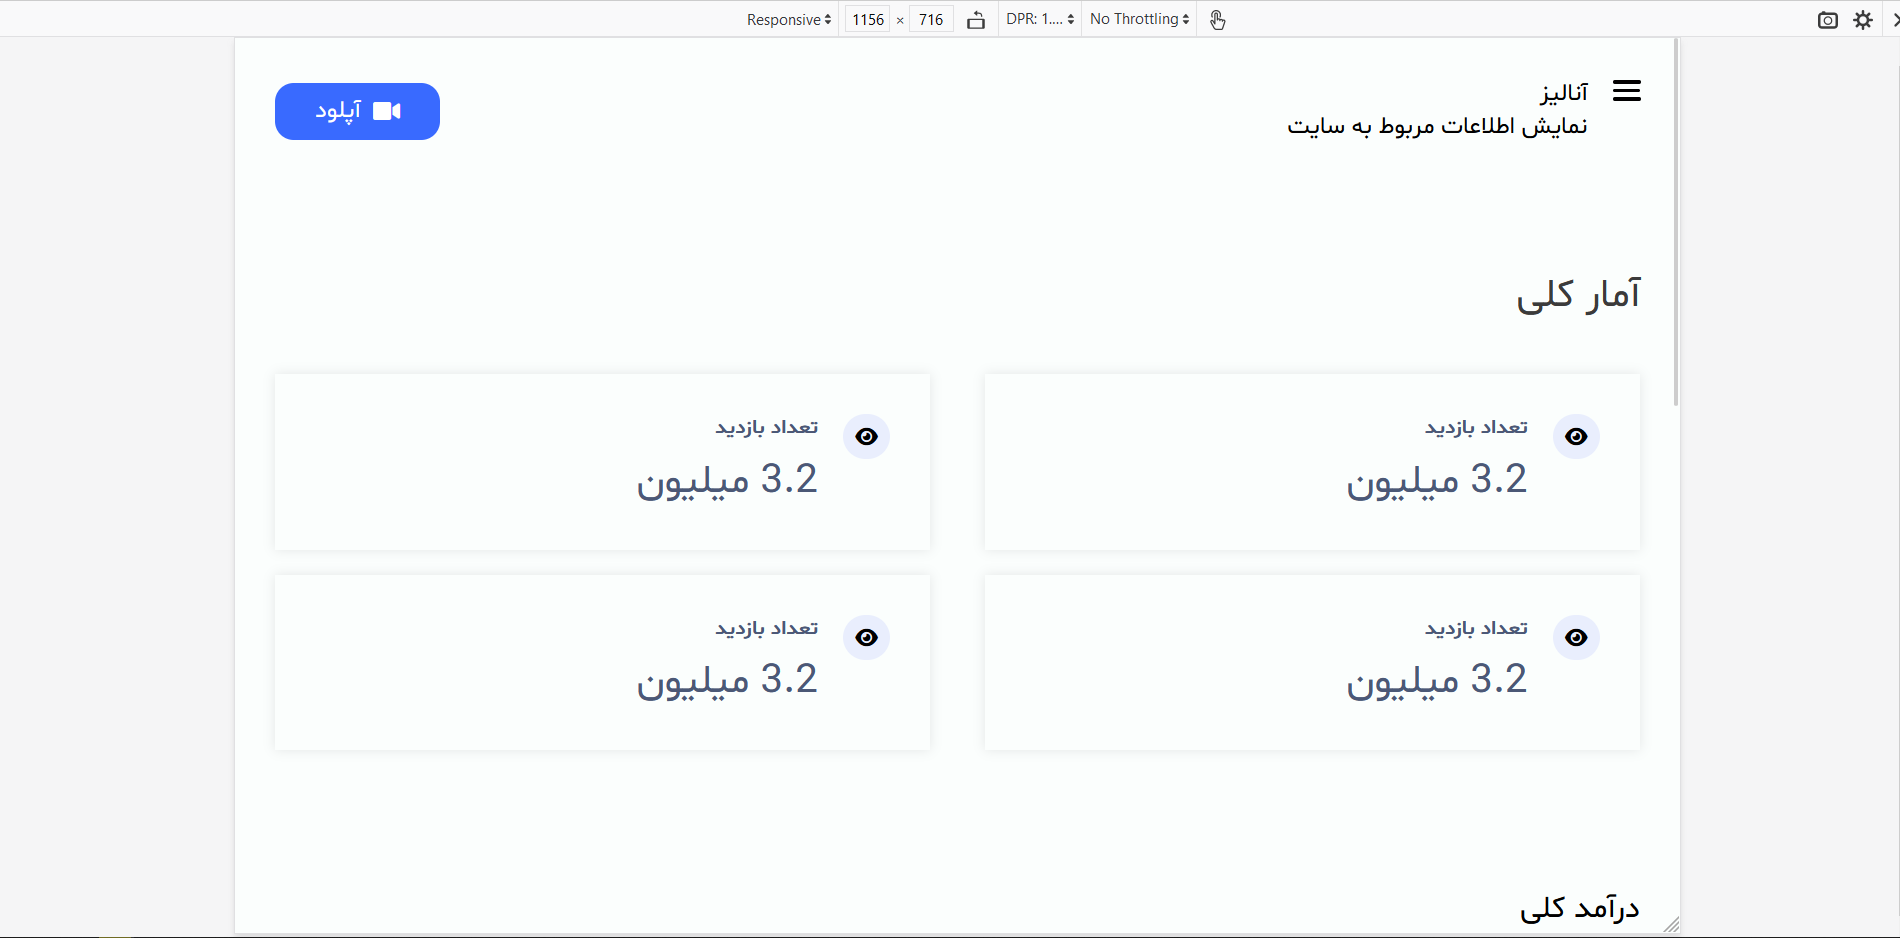 Responsive 1156 × 716 DPR: 1.... No Throttling
آنالیز
نمایش اطلاعات مربوط به سایت
آپلود
آمار کلی
تعداد بازدید
3.2 میلیون
تعداد بازدید
3.2 میلیون
تعداد بازدید
3.2 میلیون
تعداد بازدید
3.2 میلیون
درآمد کلی